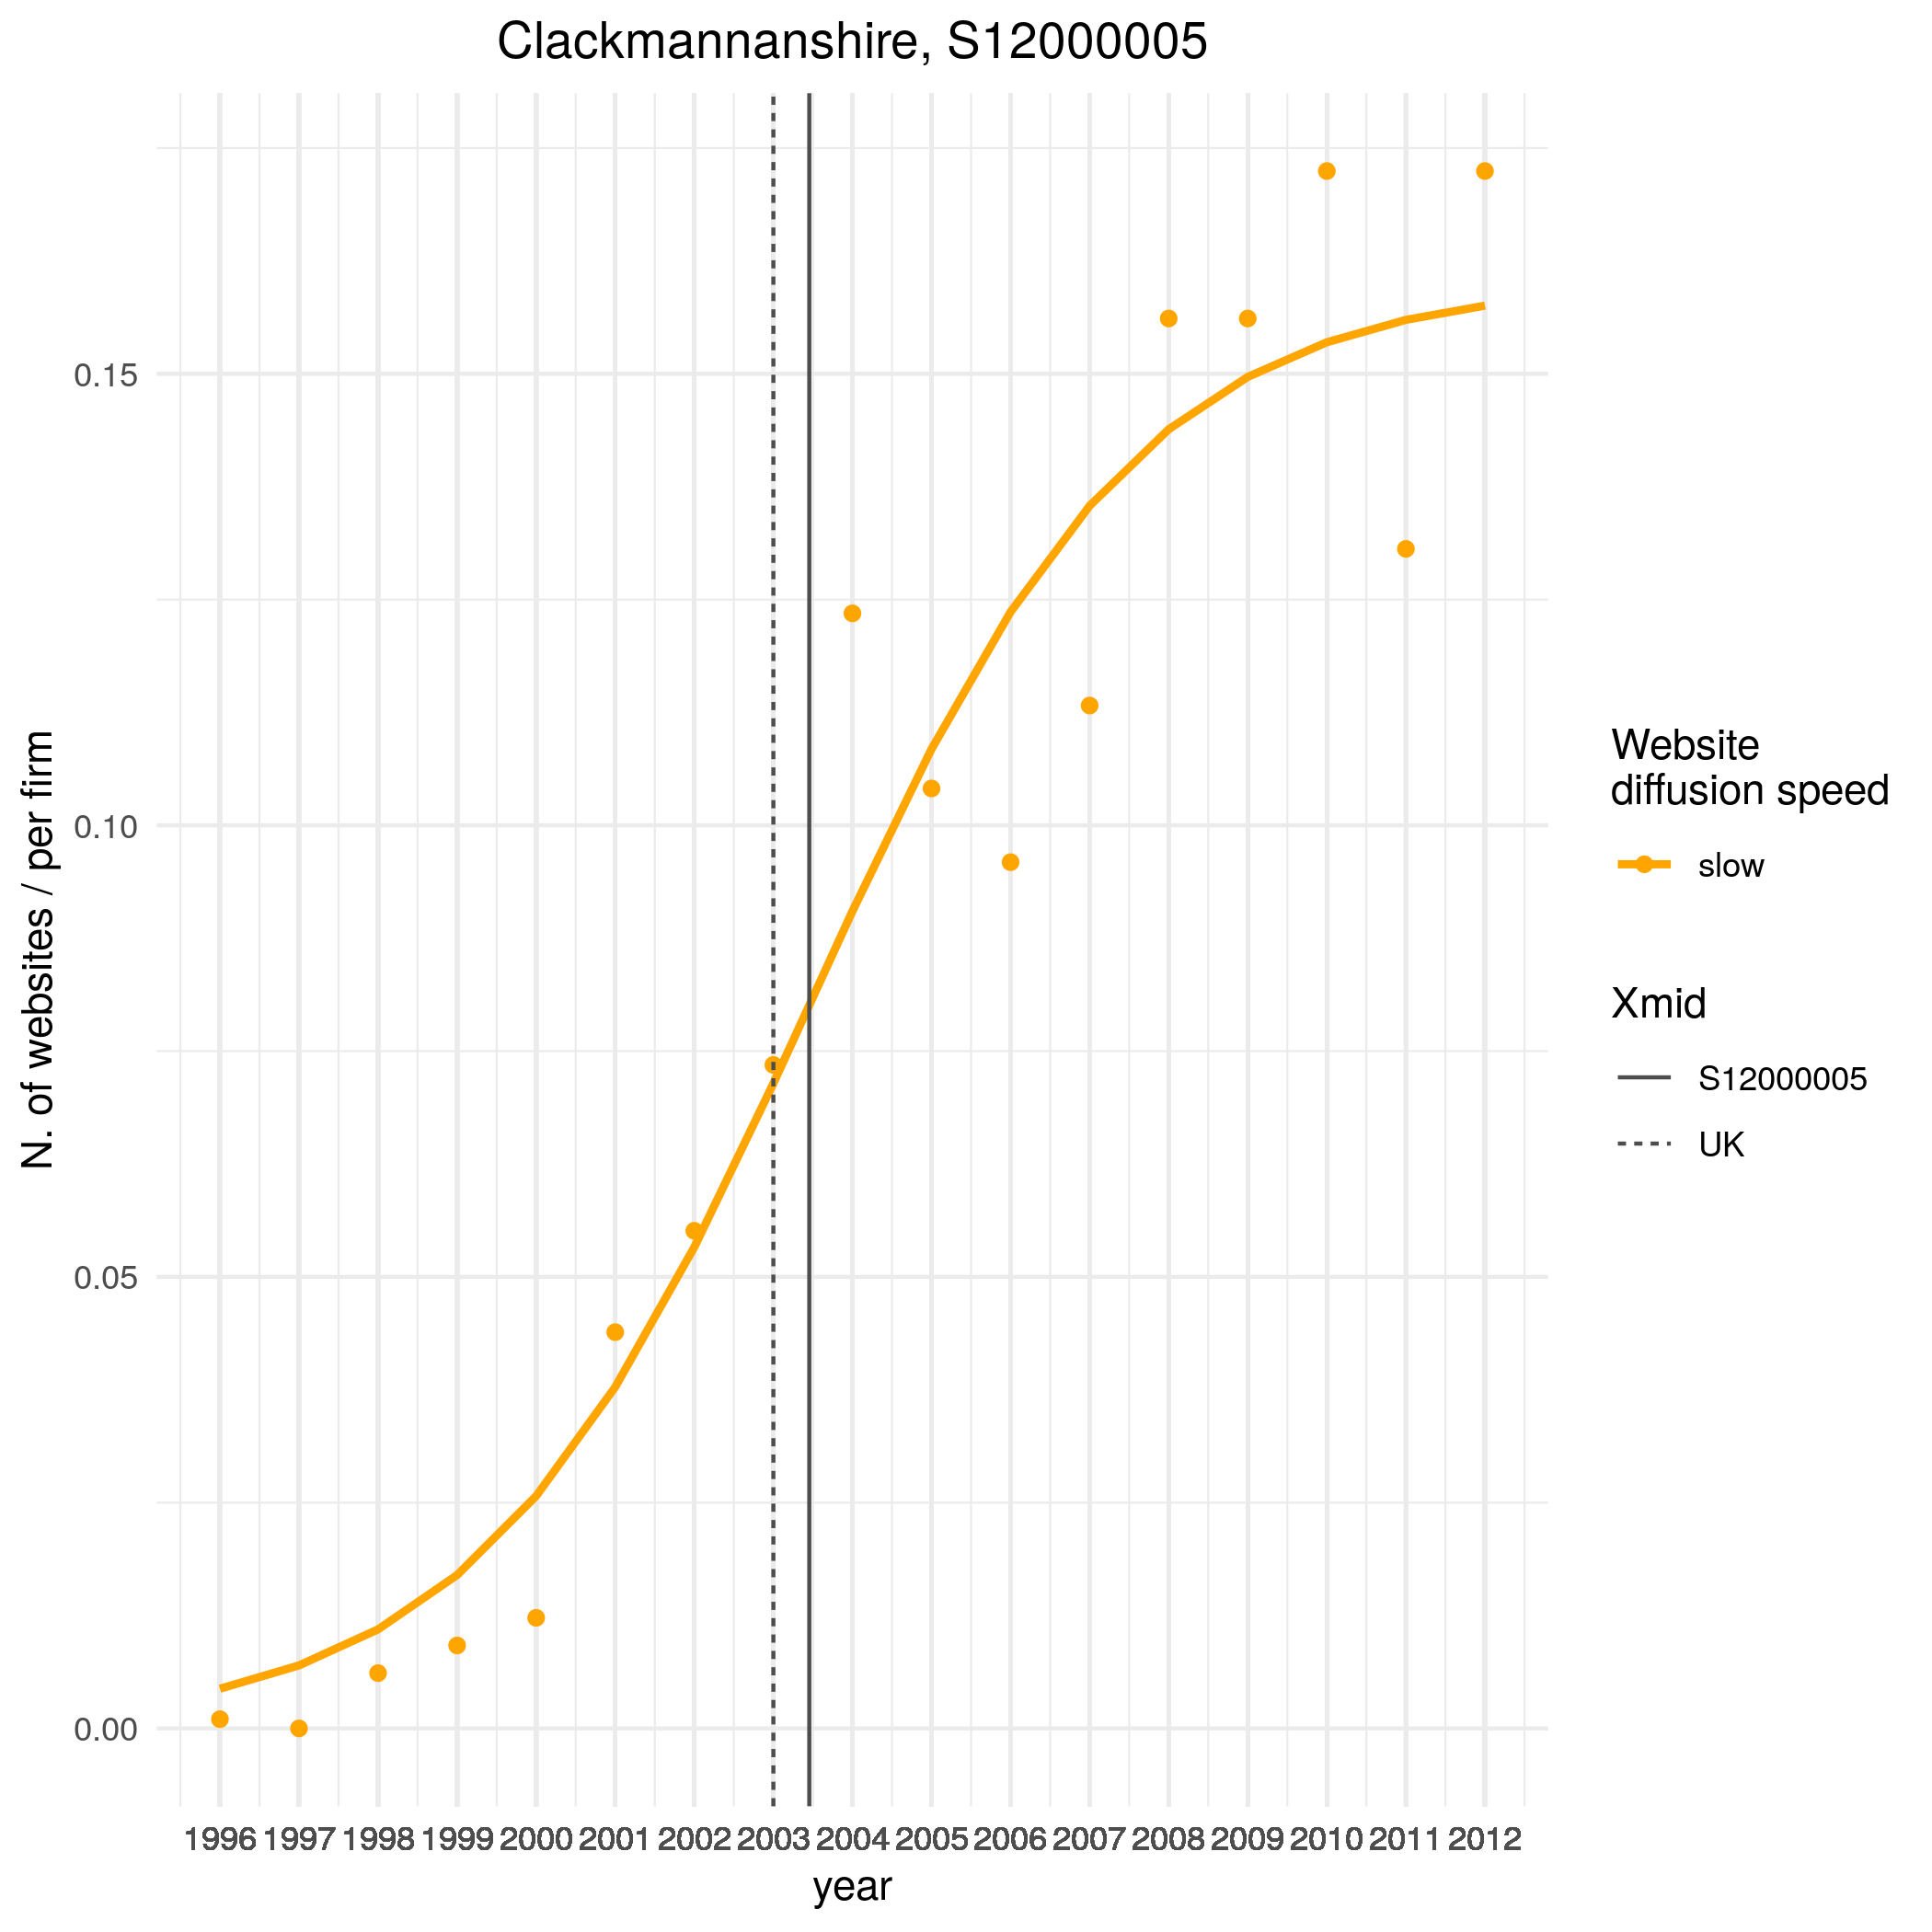 Clackmannanshire, S12000005
N. of websites / per firm
0.15
0.10
0.05
0.00
1996 1997 1998 1999 2000 2001 2002 2003 2004 2005 2006 2007 2008 2009 2010 2011 2012
year
Website
diffusion speed
slow
Xmid
S12000005
UK